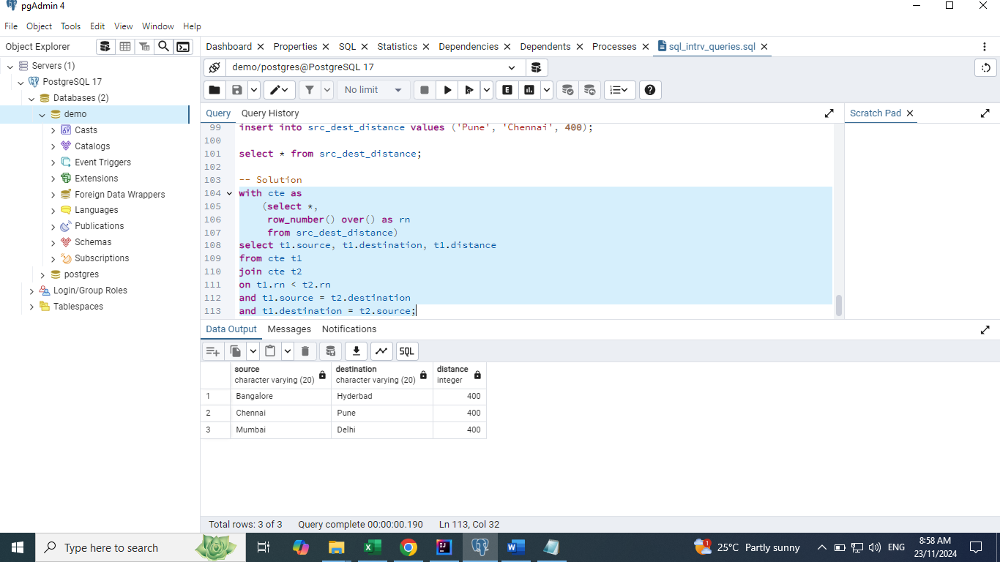 pgAdmin 4
File Object Tools Edit View Window Help
Object Explorer
Dashboard Properties SQL Statistics Dependencies Dependents Processes sql_intrv_queries.sql
Servers (1)
PostgreSQL 17
Databases (2)
demo
Casts
Catalogs
Event Triggers
Extensions
Foreign Data Wrappers
Languages
Publications
Schemas
Subscriptions
postgres
Login/Group Roles
Tablespaces
demo/postgres@PostgreSQL 17
No limit
E
Query Query History
Scratch Pad
99 insert into src_dest_distance values ('Pune', 'Chennai', 400);
100
101 select * from src_dest_distance;
102
103 -- Solution
104 with cte as
105 (select *,
106 row_number() over() as rn
107 from src_dest_distance)
108 select t1.source, t1.destination, t1.distance
109 from cte t1
110 join cte t2
111 on t1.rn < t2.rn
112 and t1.source = t2.destination
113 and t1.destination = t2.source;
Data Output Messages Notifications
SQL
source destination distance
character varying (20) character varying (20) integer
1 Bangalore Hyderbad 400
2 Chennai Pune 400
3 Mumbai Delhi 400
Total rows: 3 of 3 Query complete 00:00:00.190 Ln 113, Col 32
Type here to search
1 25°C Partly sunny ENG 8:58 AM
23/11/2024